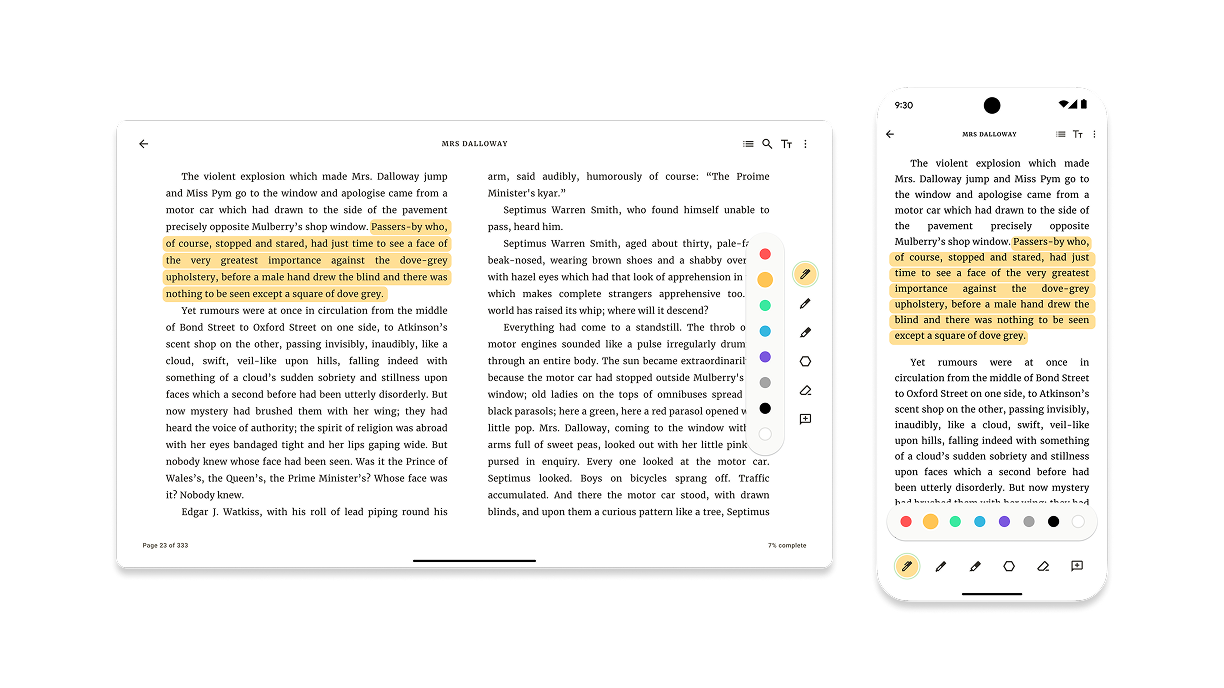 MRS DALLOWAY
The violent explosion which made Mrs. Dalloway jump
and Miss Pym go to the window and apologise came from a
motor car which had drawn to the side of the pavement
precisely opposite Mulberry's shop window. Passers-by who,
of course, stopped and stared, had just time to see a face of
the very greatest importance against the dove-grey
upholstery, before a male hand drew the blind and there was
nothing to be seen except a square of dove grey.
Yet rumours were at once in circulation from the middle
of Bond Street to Oxford Street on one side, to Atkinson's
scent shop on the other, passing invisibly, inaudibly, like a
cloud, swift, veil-like upon hills, falling indeed with
something of a cloud's sudden sobriety and stillness upon
faces which a second before had been utterly disorderly. But
now mystery had brushed them with her wing; they had
heard the voice of authority; the spirit of religion was abroad
with her eyes bandaged tight and her lips gaping wide. But
nobody knew whose face had been seen. Was it the Prince of
Wales's, the Queen's, the Prime Minister's? Whose face was
it? Nobody knew.
Edgar J. Watkiss, with his roll of lead piping round his
arm, said audibly, humorously of course: “The Proime
Minister's kyar.”
Septimus Warren Smith, who found himself unable to
pass, heard him.
Septimus Warren Smith, aged about thirty, pale-fa
beak-nosed, wearing brown shoes and a shabby over
with hazel eyes which had that look of apprehension in
which makes complete strangers apprehensive too.
world has raised its whip; where will it descend?
Everything had come to a standstill. The throb o
motor engines sounded like a pulse irregularly drum
through an entire body. The sun became extraordinaril
because the motor car had stopped outside Mulberry's
window; old ladies on the tops of omnibuses spread
black parasols; here a green, here a red parasol opened w
little pop. Mrs. Dalloway, coming to the window with
arms full of sweet peas, looked out with her little pink
pursed in enquiry. Every one looked at the motor car.
Septimus looked. Boys on bicycles sprang off. Traffic
accumulated. And there the motor car stood, with drawn
blinds, and upon them a curious pattern like a tree, Septimus
Page 23 of 333
7% complete
9:30
MRS DALLOWAY
The violent explosion which made
Mrs. Dalloway jump and Miss Pym go to
the window and apologise came from a
motor car which had drawn to the side of
the pavement precisely opposite
Mulberry's shop window. Passers-by who,
of course, stopped and stared, had just
time to see a face of the very greatest
importance against the dove-grey
upholstery, before a male hand drew the
blind and there was nothing to be seen
except a square of dove grey.
Yet rumours were at once in
circulation from the middle of Bond Street
to Oxford Street on one side, to Atkinson's
scent shop on the other, passing invisibly,
inaudibly, like a cloud, swift, veil-like
upon hills, falling indeed with something
of a cloud's sudden sobriety and stillness
upon faces which a second before had
been utterly disorderly. But now mystery
had brushed them with her wing; they had